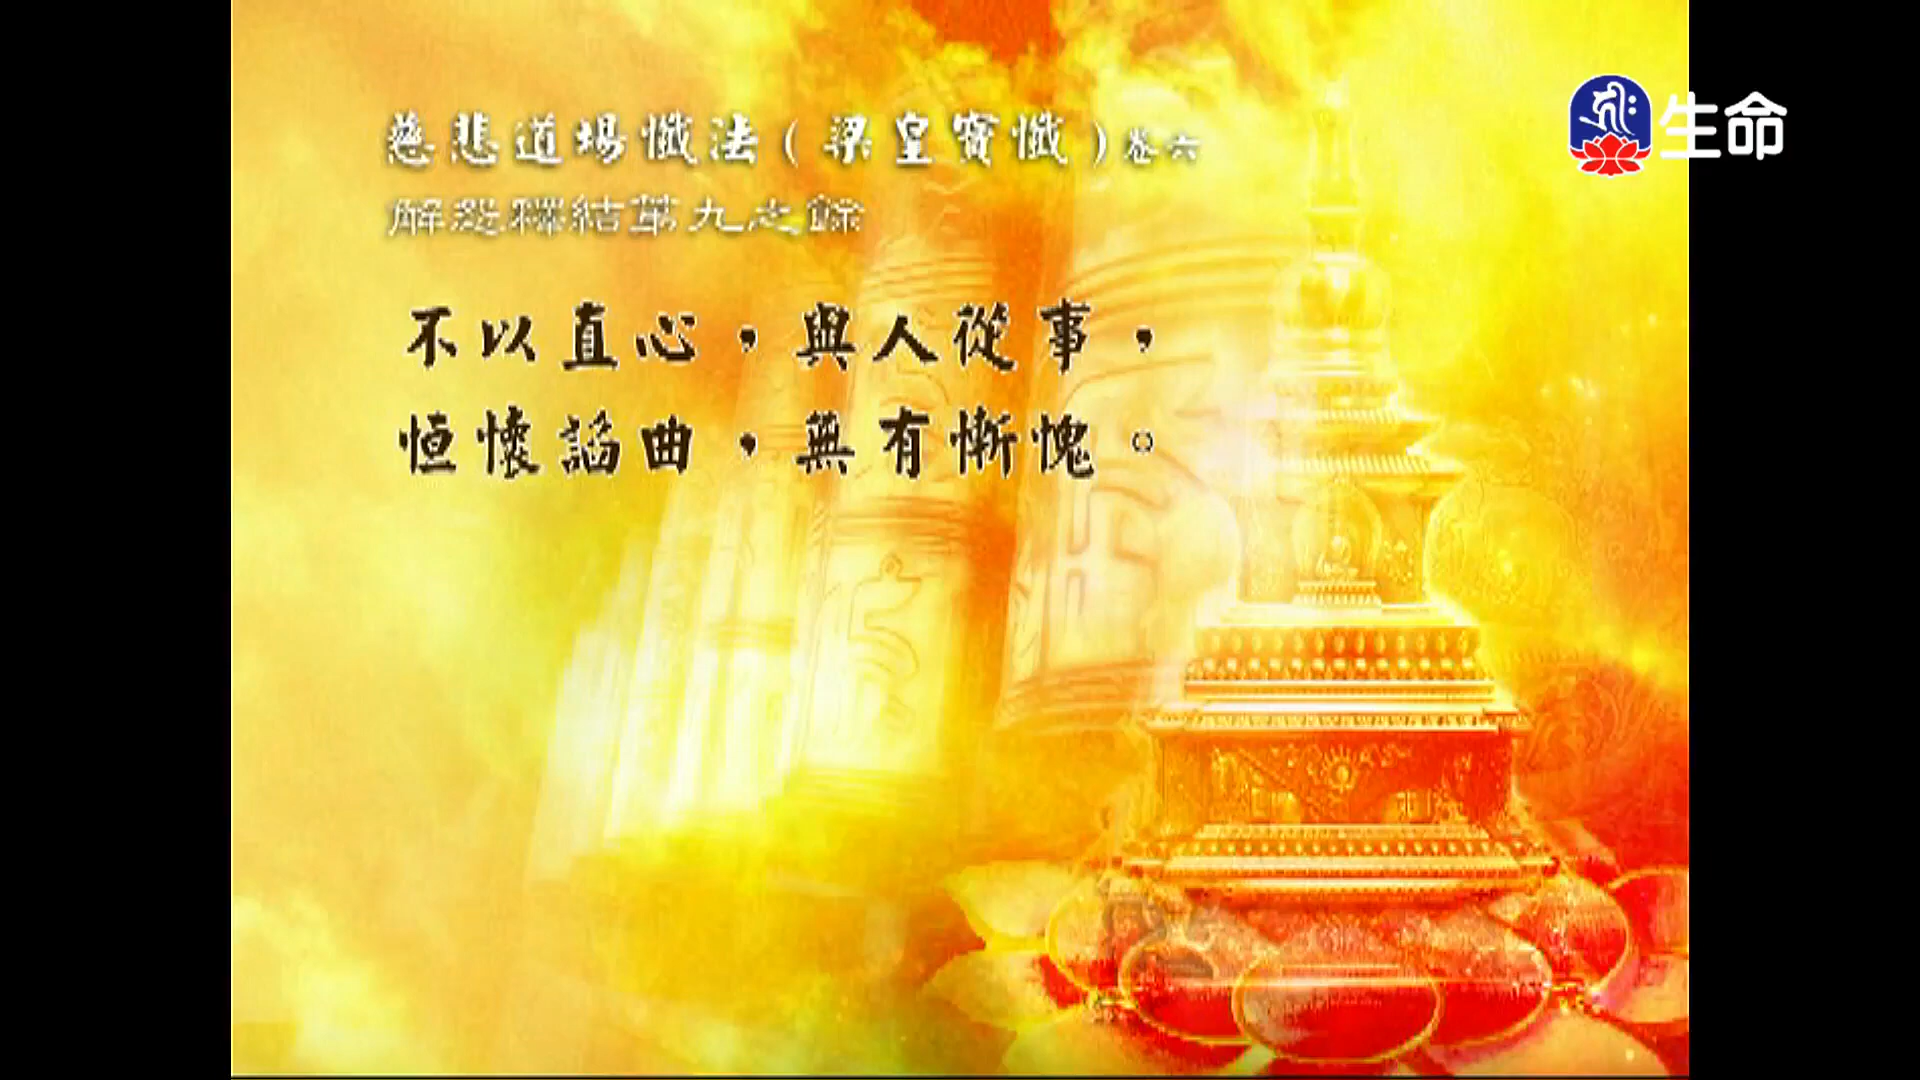 慈悲道場懺法(梁皇寶懺)卷六
解怨釋結第九之餘
不以直心，與人從事，
恒懷諂曲，無有慚愧。
生命